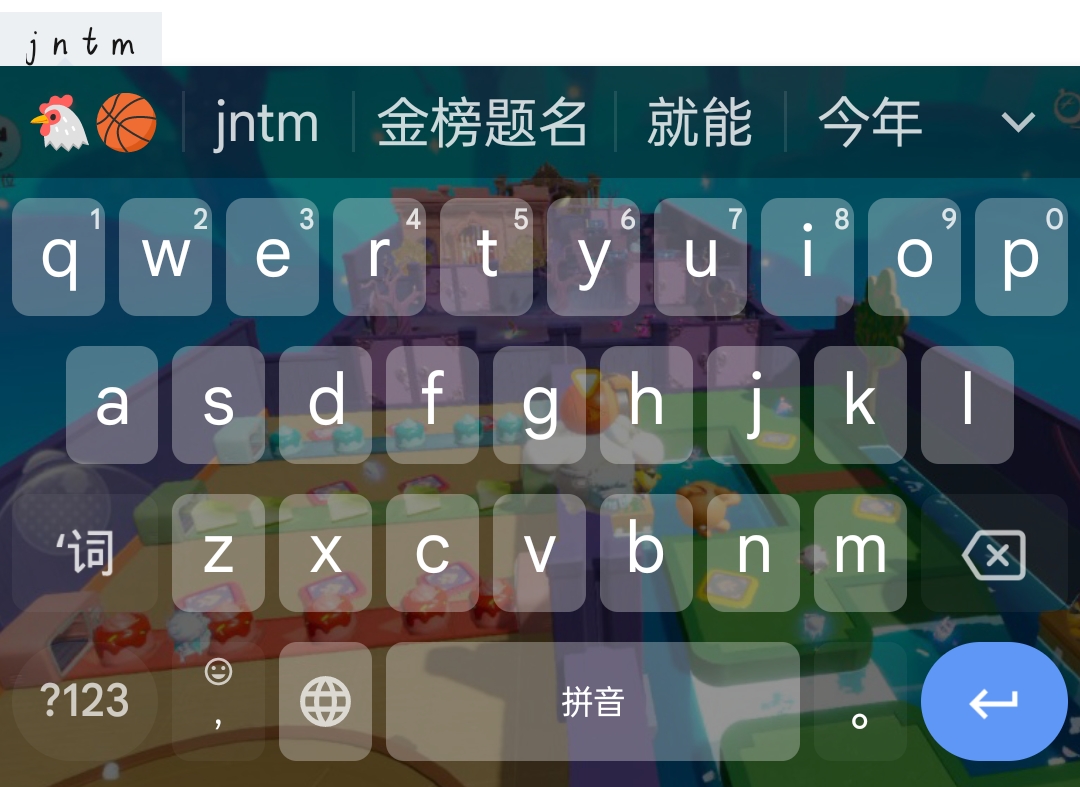 j n t m
🐔🏀 jntm 金榜题名 就能 今年
q 1 w 2 e 3 r 4 t 5 y 6 u 7 i 8 o 9 p 0
a s d f g h j k l
‘词 z x c v b n m
?123 , 拼音 。